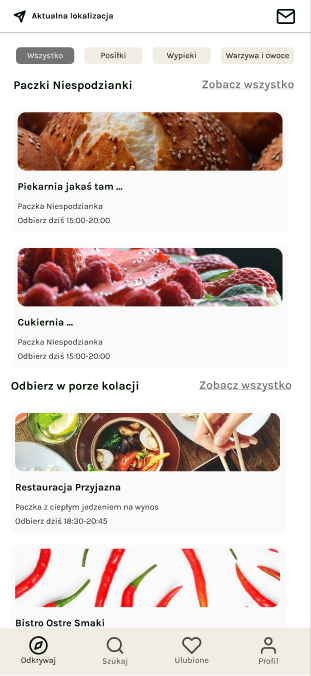 Aktualna lokalizacja
Wszystko
Posiłki
Wypieki
Warzywa i owoce
Paczki Niespodzianki
Zobacz wszystko
Piekarnia jakaś tam ...
Paczka Niespodzianka
Odbierz dziś 15:00-20:00
Cukiernia ...
Paczka Niespodzianka
Odbierz dziś 15:00-20:00
Odbierz w porze kolacji
Zobacz wszystko
Restauracja Przyjazna
Paczka z ciepłym jedzeniem na wynos
Odbierz dziś 18:30-20:45
Bistro Ostre Smaki
Odkrywaj
Szukaj
Ulubione
Profil